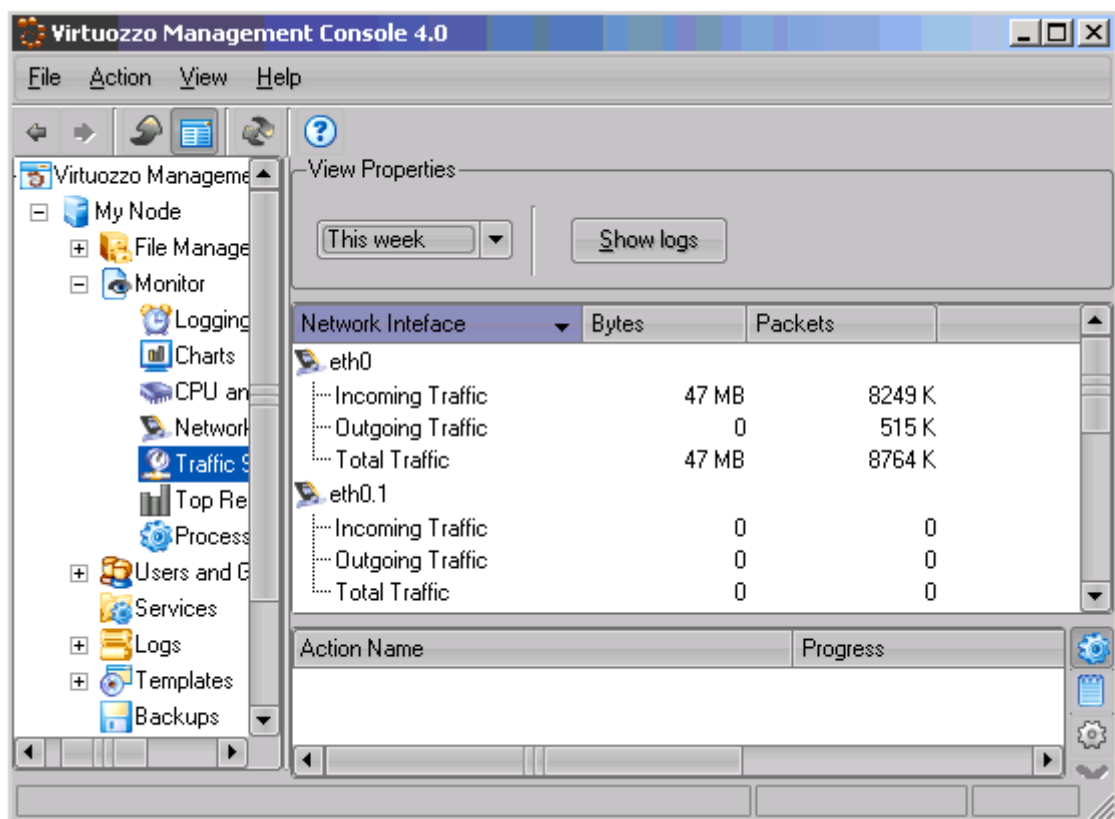 Virtuozzo Management Console 4.0
File Action View Help
Virtuozzo Manageme
My Node
File Manage
Monitor
Logging
Charts
CPU an
Network
Traffic S
Top Re
Process
Users and G
Services
Logs
Templates
Backups
View Properties
This week Show logs
Network Inteface Bytes Packets
eth0
Incoming Traffic 47 MB 8249 K
Outgoing Traffic 0 515 K
Total Traffic 47 MB 8764 K
eth0.1
Incoming Traffic 0 0
Outgoing Traffic 0 0
Total Traffic 0 0
Action Name Progress